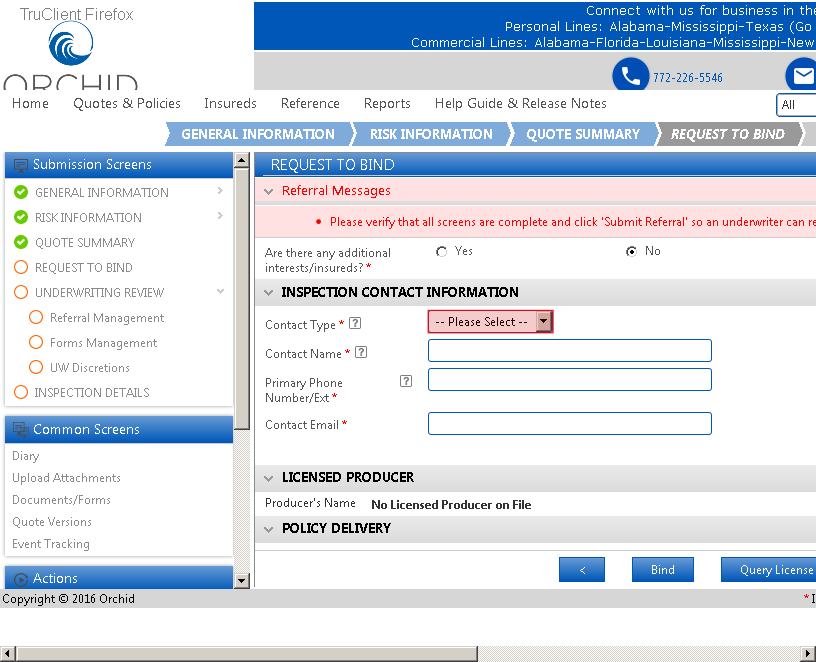 TruClient Firefox
ORCHID
Connect with us for business in the
Personal Lines: Alabama-Mississippi-Texas (Go
Commercial Lines: Alabama-Florida-Louisiana-Mississippi-New
772-226-5546
Home Quotes & Policies Insureds Reference Reports Help Guide & Release Notes All
GENERAL INFORMATION RISK INFORMATION QUOTE SUMMARY REQUEST TO BIND
Submission Screens
GENERAL INFORMATION
RISK INFORMATION
QUOTE SUMMARY
REQUEST TO BIND
UNDERWRITING REVIEW
Referral Management
Forms Management
UW Discretions
INSPECTION DETAILS
Common Screens
Diary
Upload Attachments
Documents/Forms
Quote Versions
Event Tracking
Actions
REQUEST TO BIND
Referral Messages
• Please verify that all screens are complete and click 'Submit Referral' so an underwriter can re
Are there any additional
interests/insureds? * Yes No
INSPECTION CONTACT INFORMATION
Contact Type * ? -- Please Select --
Contact Name * ?
Primary Phone ?
Number/Ext *
Contact Email *
LICENSED PRODUCER
Producer's Name No Licensed Producer on File
POLICY DELIVERY
< Bind Query License
Copyright © 2016 Orchid * I